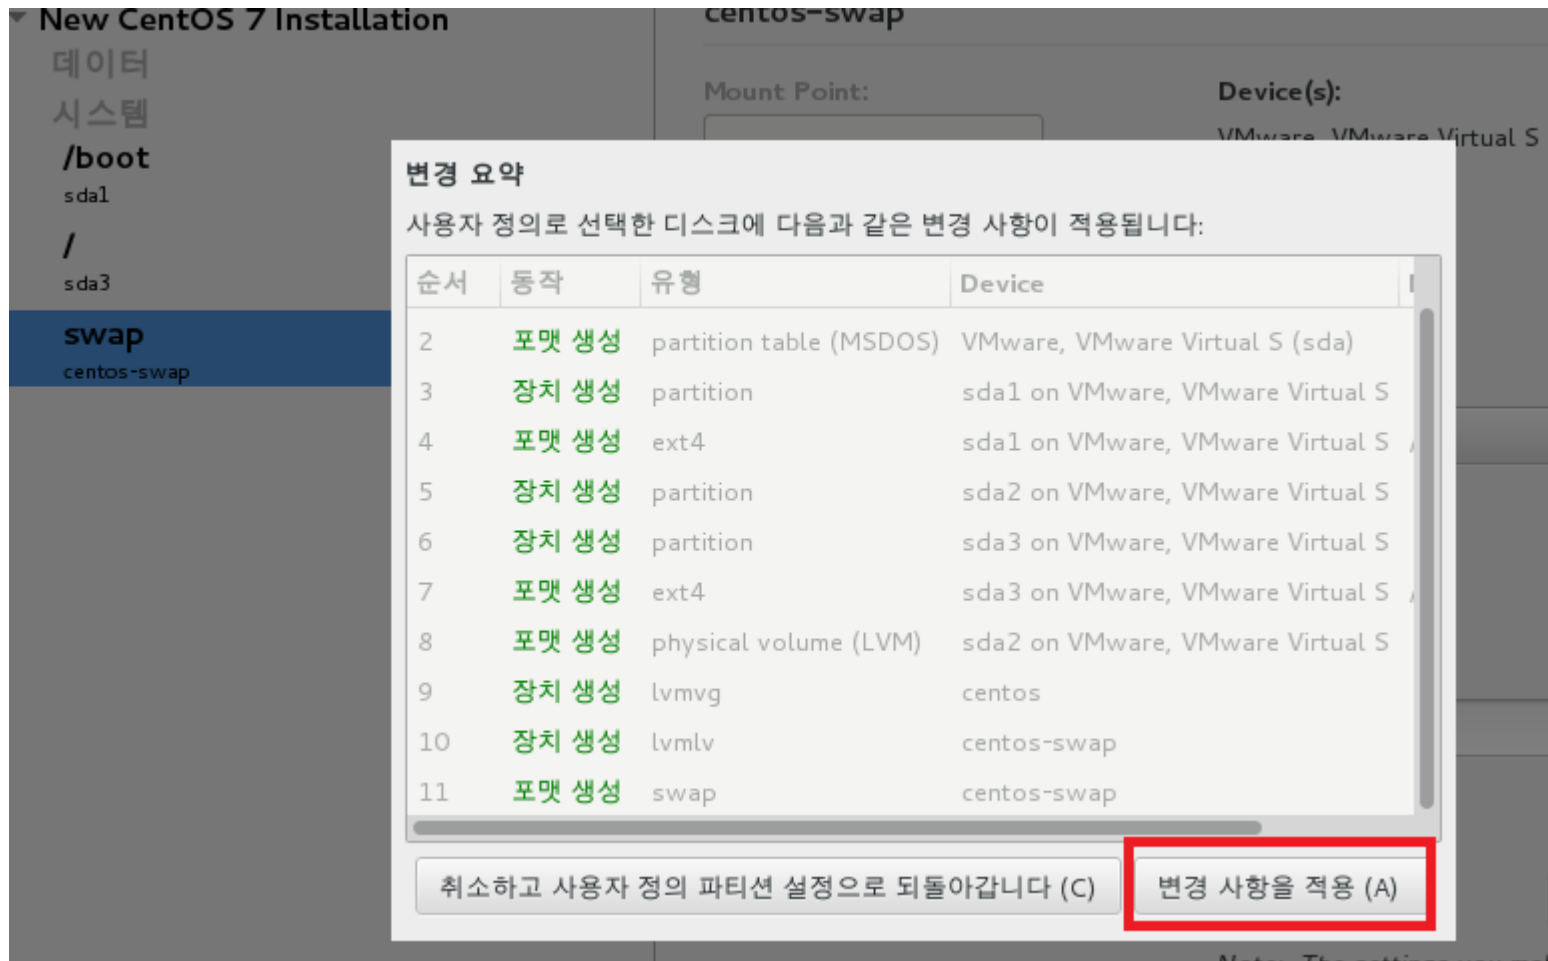 New CentOS 7 Installation
데이터
시스템
/boot
sda1
/
sda3
swap
centos-swap
centos-swap
Mount Point:
Device(s):
VMware, VMware Virtual S
변경 요약
사용자 정의로 선택한 디스크에 다음과 같은 변경 사항이 적용됩니다:
순서 동작 유형 Device
2 포맷 생성 partition table (MSDOS) VMware, VMware Virtual S (sda)
3 장치 생성 partition sda1 on VMware, VMware Virtual S
4 포맷 생성 ext4 sda1 on VMware, VMware Virtual S /
5 장치 생성 partition sda2 on VMware, VMware Virtual S
6 장치 생성 partition sda3 on VMware, VMware Virtual S
7 포맷 생성 ext4 sda3 on VMware, VMware Virtual S /
8 포맷 생성 physical volume (LVM) sda2 on VMware, VMware Virtual S
9 장치 생성 lvmvg centos
10 장치 생성 lvmlv centos-swap
11 포맷 생성 swap centos-swap
취소하고 사용자 정의 파티션 설정으로 되돌아갑니다 (C)
변경 사항을 적용 (A)